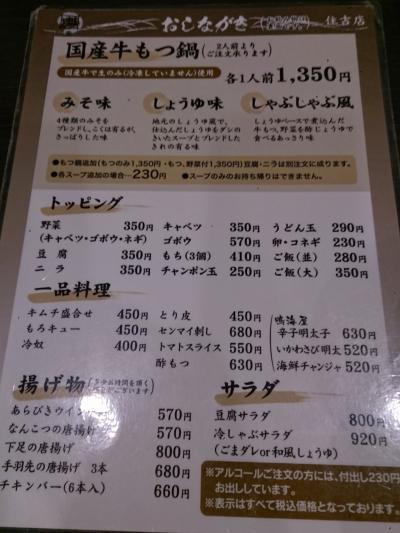 おしながき
住吉店
国産牛もつ鍋(2人前よりご注文承ります)
国産牛で生のみ(冷凍していません)使用
各1人前1,350円
みそ味 しょうゆ味 しゃぶしゃぶ風
4種類のみそを
ブレンドし、こくは有るが、
さっぱりした味
地元のしょうゆ蔵で、
仕込んだしょうゆをダシの
きいたスープとブレンドした
きれの有る味
しょうゆベースで煮込んだ
牛もつ、野菜を酢じょうゆで
食べるあっさり味
●もつ鍋追加(もつのみ1,350円・もつ、野菜付1,350円)豆腐・ニラは別注文に成ります。
●各スープ追加の場合…230円 ●スープのみのお持ち帰りはできません。
トッピング
野菜 350円
(キャベツ・ゴボウ・ネギ)
豆腐 350円
ニラ 350円
キャベツ 350円
ゴボウ 570円
もち(3個) 410円
チャンポン玉 250円
うどん玉 290円
卵・コネギ 230円
ご飯(並) 280円
ご飯(大) 350円
一品料理
キムチ盛合せ 450円
もろキュー 450円
冷奴 400円
とり皮 450円
センマイ刺し 680円
トマトスライス 550円
酢もつ 630円
鳴海屋
辛子明太子 630円
いかわさび明太 520円
海鮮チャンジャ 520円
揚げ物
あらびきウインナー 570円
なんこつの唐揚げ 570円
下足の唐揚げ 800円
手羽先の唐揚げ 3本 680円
チキンバー(6本入) 660円
サラダ
豆腐サラダ 800円
冷しゃぶサラダ 920円
(ごまダレor和風しょうゆ)
※アルコールご注文の方には、付出し230円
お出ししています。
※表示はすべて税込価格となっております。